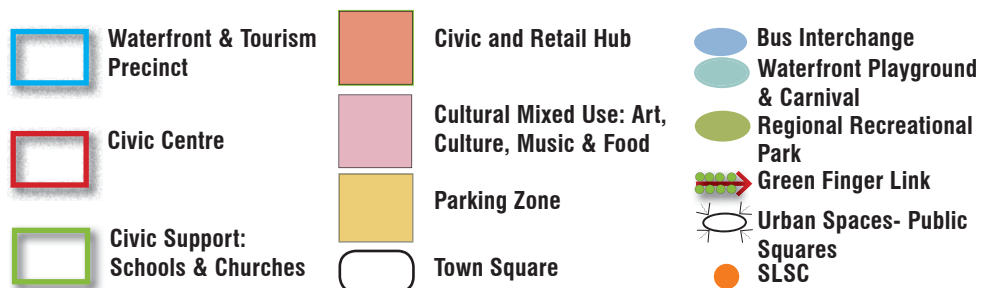 Waterfront & Tourism
Precinct
Civic Centre
Civic Support:
Schools & Churches
Civic and Retail Hub
Cultural Mixed Use: Art,
Culture, Music & Food
Parking Zone
Town Square
Bus Interchange
Waterfront Playground
& Carnival
Regional Recreational
Park
Green Finger Link
Urban Spaces- Public
Squares
SLSC